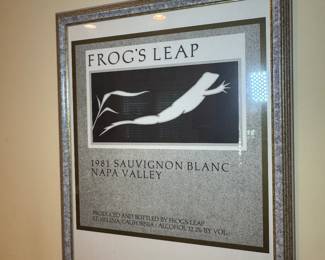 FROG'S LEAP
1981 SAUVIGNON BLANC
NAPA VALLEY
PRODUCED AND BOTTLED BY FROG'S LEAP
ST. HELENA, CALIFORNIA / ALCOHOL 12.2% BY VOL.